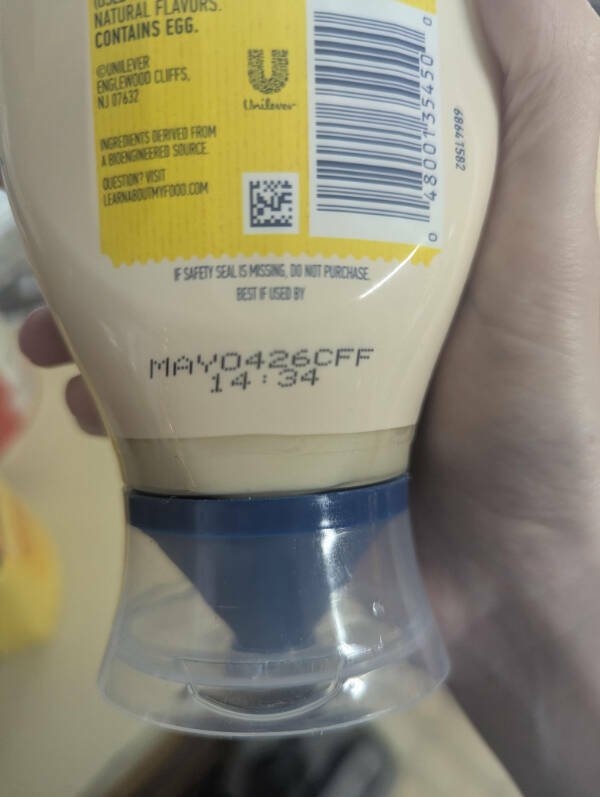 NATURAL FLAVORS.
CONTAINS EGG.
©UNILEVER
ENGLEWOOD CLIFFS,
NJ 07632
Unilever
INGREDIENTS DERIVED FROM
A BIOENGINEERED SOURCE.
QUESTION? VISIT
LEARNABOUTMYFOOD.COM
0 48001 35450 0
68641582
IF SAFETY SEAL IS MISSING, DO NOT PURCHASE.
BEST IF USED BY
MAY0426CFF
14:34